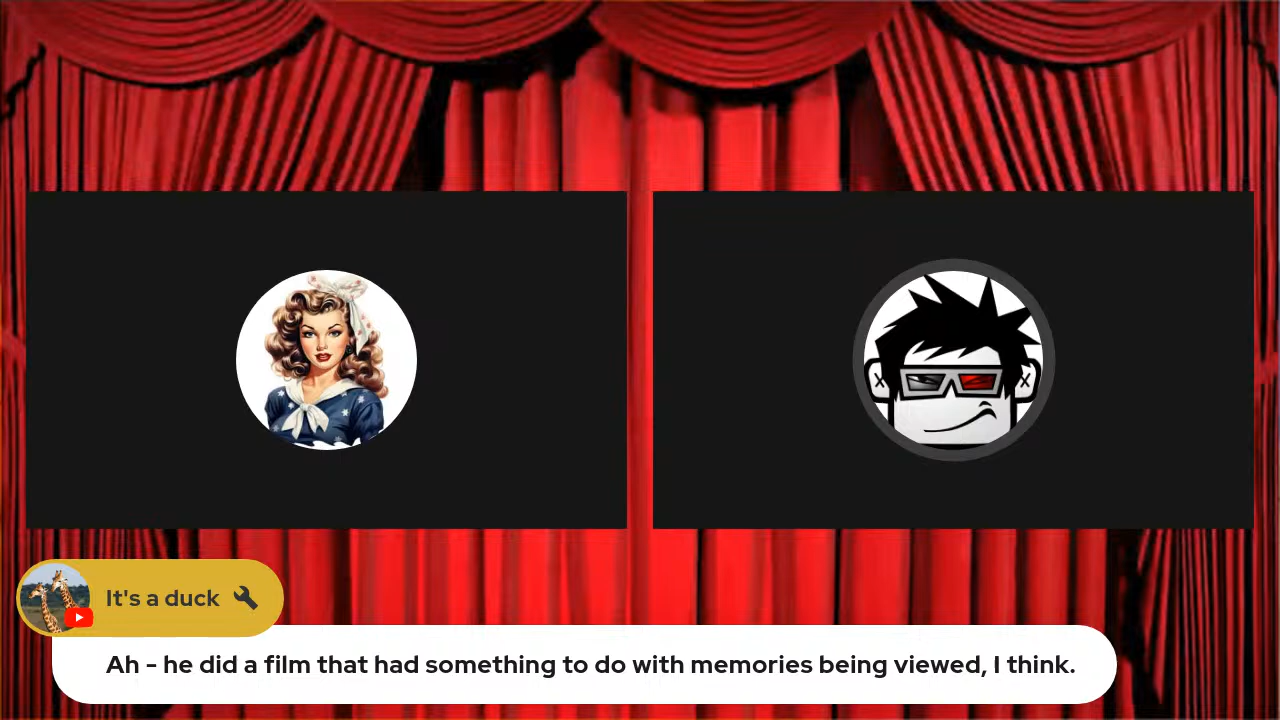 It's a duck
Ah - he did a film that had something to do with memories being viewed, I think.